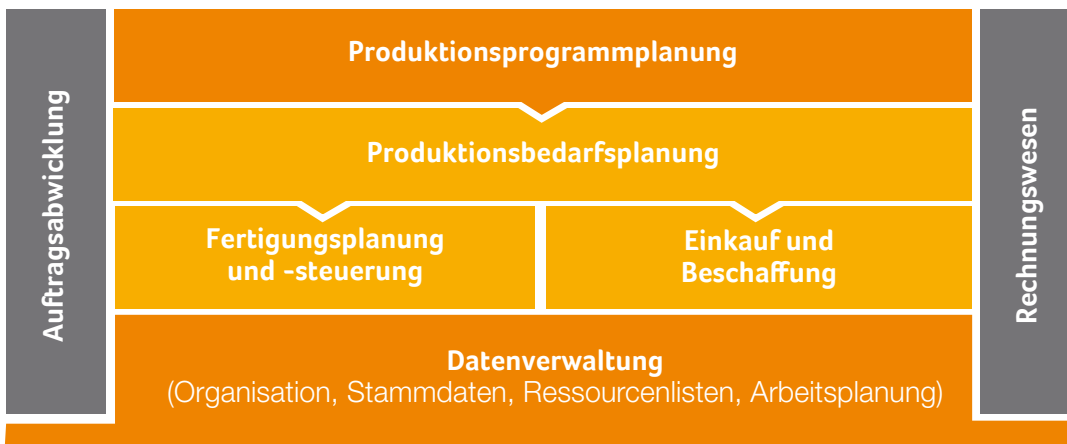 Auftragsabwicklung
Produktionsprogrammplanung
Produktionsbedarfsplanung
Fertigungsplanung
und -steuerung
Einkauf und
Beschaffung
Datenverwaltung
(Organisation, Stammdaten, Ressourcenlisten, Arbeitsplanung)
Rechnungswesen